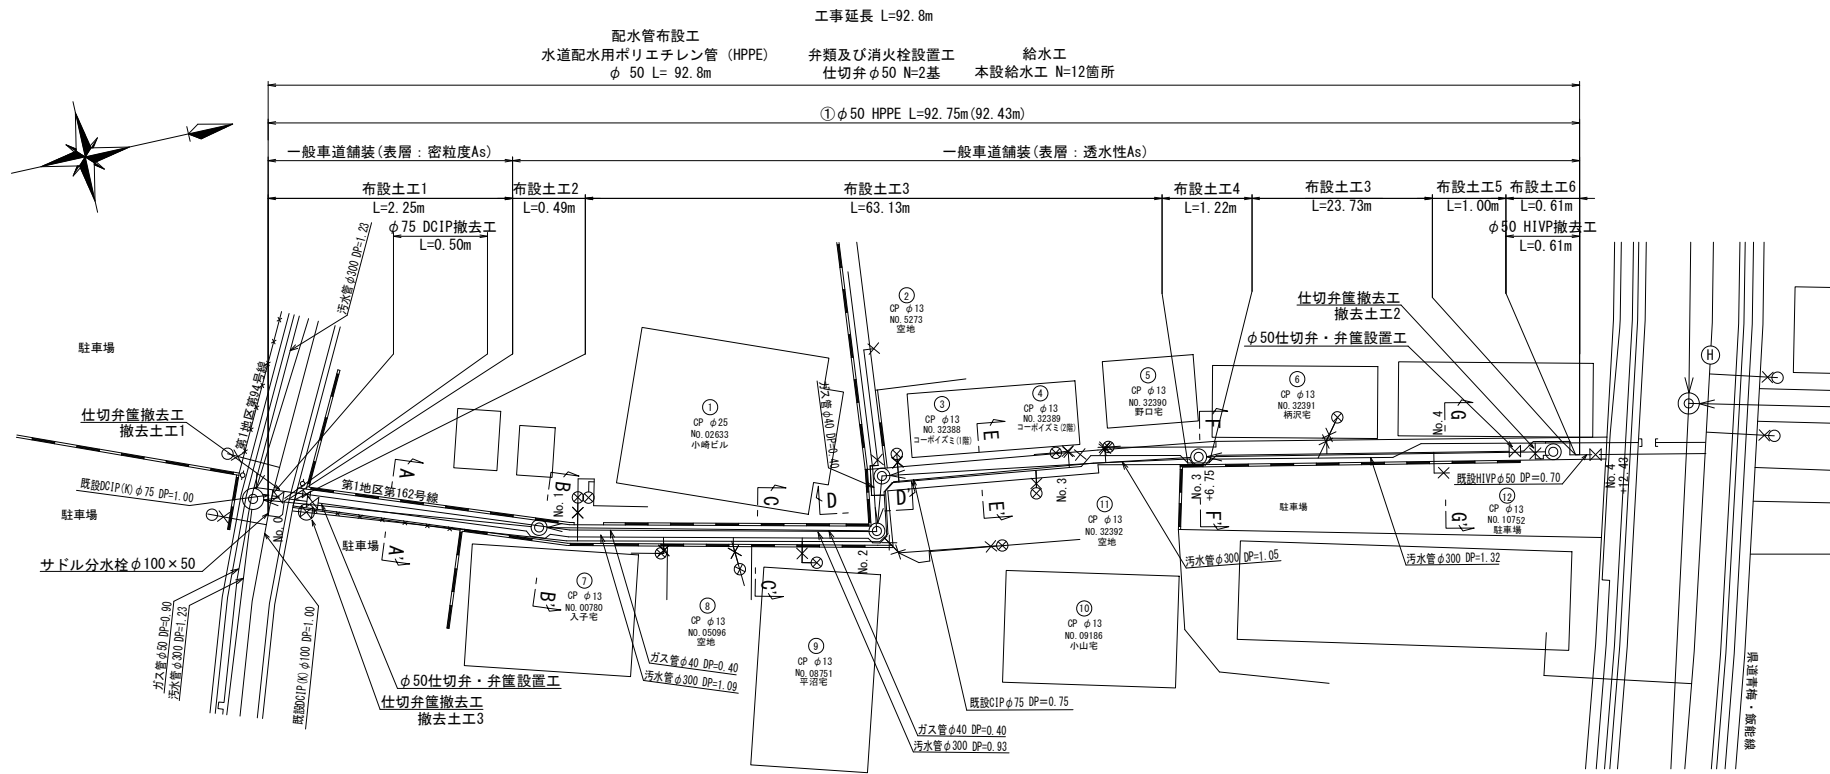 工事延長 L=92.8m
配水管布設工
水道配水用ポリエチレン管 (HPPE)
φ 50 L= 92.8m
弁類及び消火栓設置工
仕切弁φ50 N=2基
給水工
本設給水工 N=12箇所
①φ50 HPPE L=92.75m(92.43m)
一般車道舗装(表層：密粒度As)
一般車道舗装(表層：透水性As)
布設土工1
L=2.25m
布設土工2
L=0.49m
布設土工3
L=63.13m
布設土工4
L=1.22m
布設土工3
L=23.73m
布設土工5
L=1.00m
布設土工6
L=0.61m
φ75 DCIP撤去工
L=0.50m
φ50 HIVP撤去工
L=0.61m
汚水管φ300 DP=1.23
駐車場
第1地区第94号線
仕切弁筐撤去工
撤去土工1
既設DCIP(K) φ75 DP=1.00
駐車場
サドル分水栓φ100×50
No.0
駐車場
第1地区第162号線
A
A'
ガス管φ50 DP=0.90
汚水管φ300 DP=1.23
既設DCIP(K) φ100 DP=1.00
φ50仕切弁・弁筐設置工
仕切弁筐撤去工
撤去土工3
B
No.1
B'
①
CP φ25
NO.02633
小崎ビル
C
C'
D
D'
ガス管φ40 DP=0.40
②
CP φ13
NO.5273
空地
③
CP φ13
NO.32388
コーポイズミ(1階)
④
CP φ13
NO.32389
コーポイズミ(2階)
E
E'
No.2
No.3
⑤
CP φ13
NO.32390
野口宅
⑥
CP φ13
NO.32391
柄沢宅
F
F'
No.3
+6.75
仕切弁筐撤去工
撤去土工2
φ50仕切弁・弁筐設置工
No.4
G
G'
既設HIVPφ50 DP=0.70
No.4
+12.43
H
⑦
CP φ13
NO.00780
入子宅
⑧
CP φ13
NO.05096
空地
⑨
CP φ13
NO.08751
平沼宅
⑩
CP φ13
NO.09186
小山宅
⑪
CP φ13
NO.32392
空地
⑫
CP φ13
NO.10752
駐車場
駐車場
ガス管φ40 DP=0.40
汚水管φ300 DP=1.09
既設CIPφ75 DP=0.75
ガス管φ40 DP=0.40
汚水管φ300 DP=0.93
汚水管φ300 DP=1.05
汚水管φ300 DP=1.32
県道青梅・飯能線